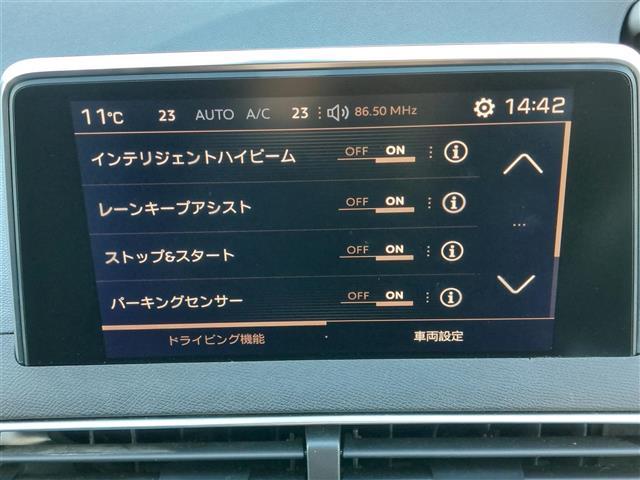 11℃ 23 AUTO A/C 23 86.50 MHz 14:42
インテリジェントハイビーム OFF ON
レーンキープアシスト OFF ON
ストップ&スタート OFF ON
パーキングセンサー OFF ON
ドライビング機能 車両設定